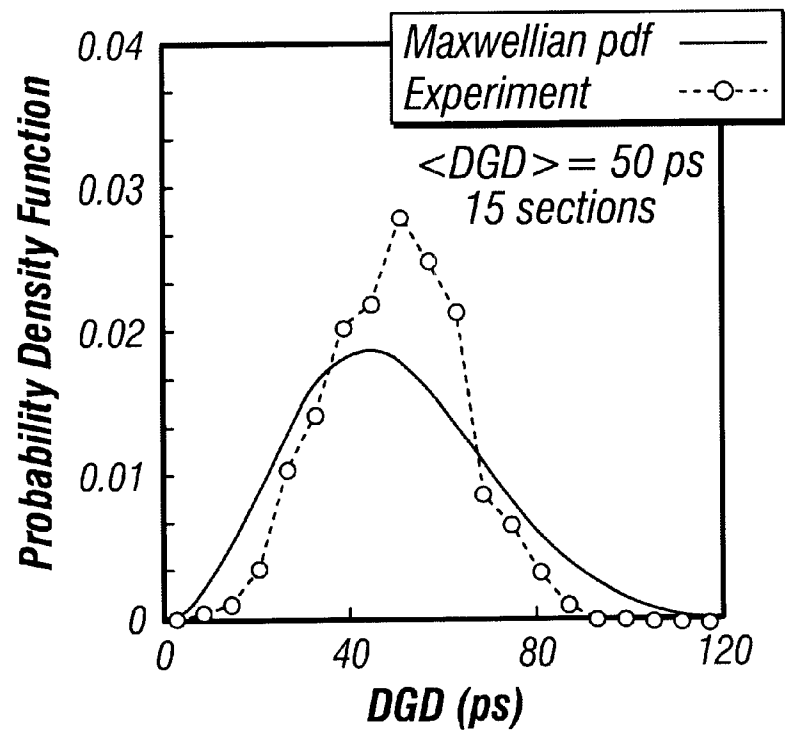 Maxwellian pdf
Experiment
<DGD> = 50 ps
15 sections
Probability Density Function
0.04
0.03
0.02
0.01
0
0
40
80
120
DGD (ps)